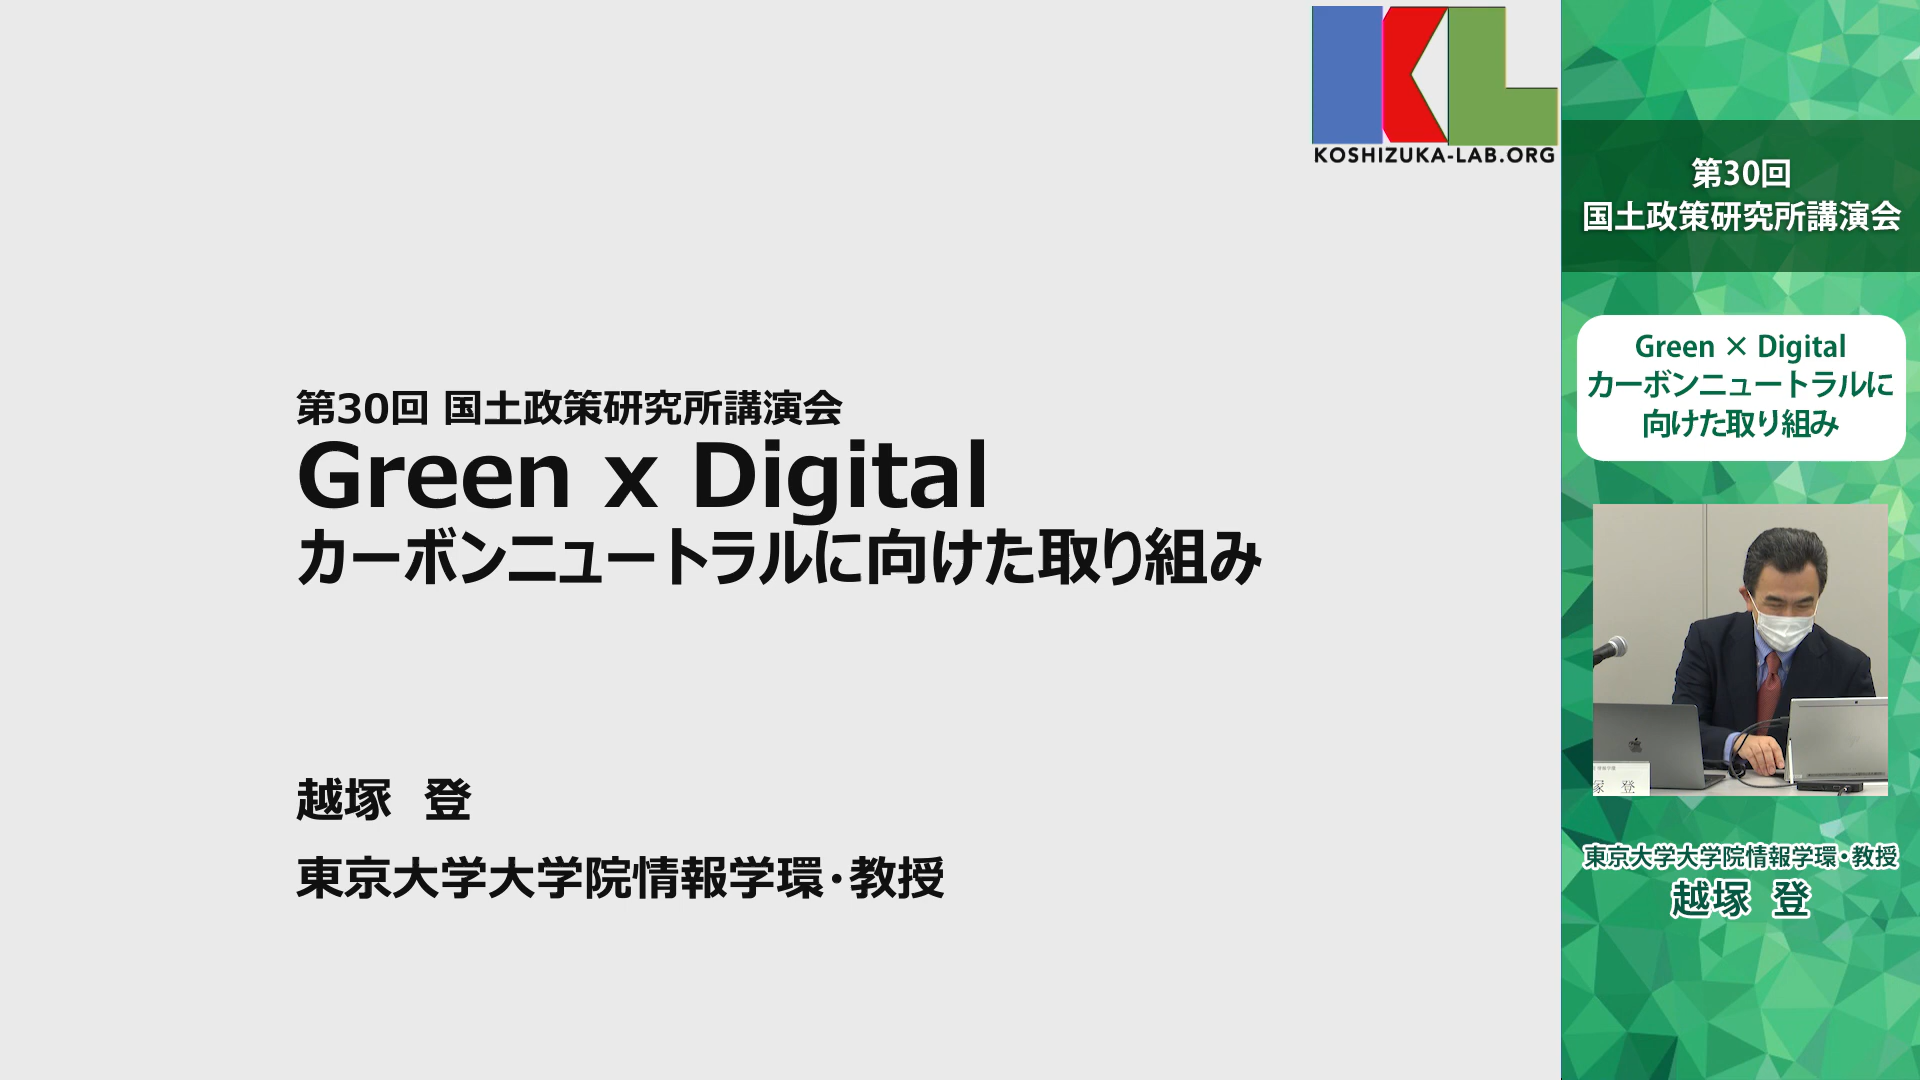 KOSHIZUKA-LAB.ORG
第30回 国土政策研究所講演会
Green x Digital
カーボンニュートラルに向けた取り組み
越塚 登
東京大学大学院情報学環・教授
第30回
国土政策研究所講演会
Green × Digital
カーボンニュートラルに
向けた取り組み
塚 登
東京大学大学院情報学環・教授
越塚 登